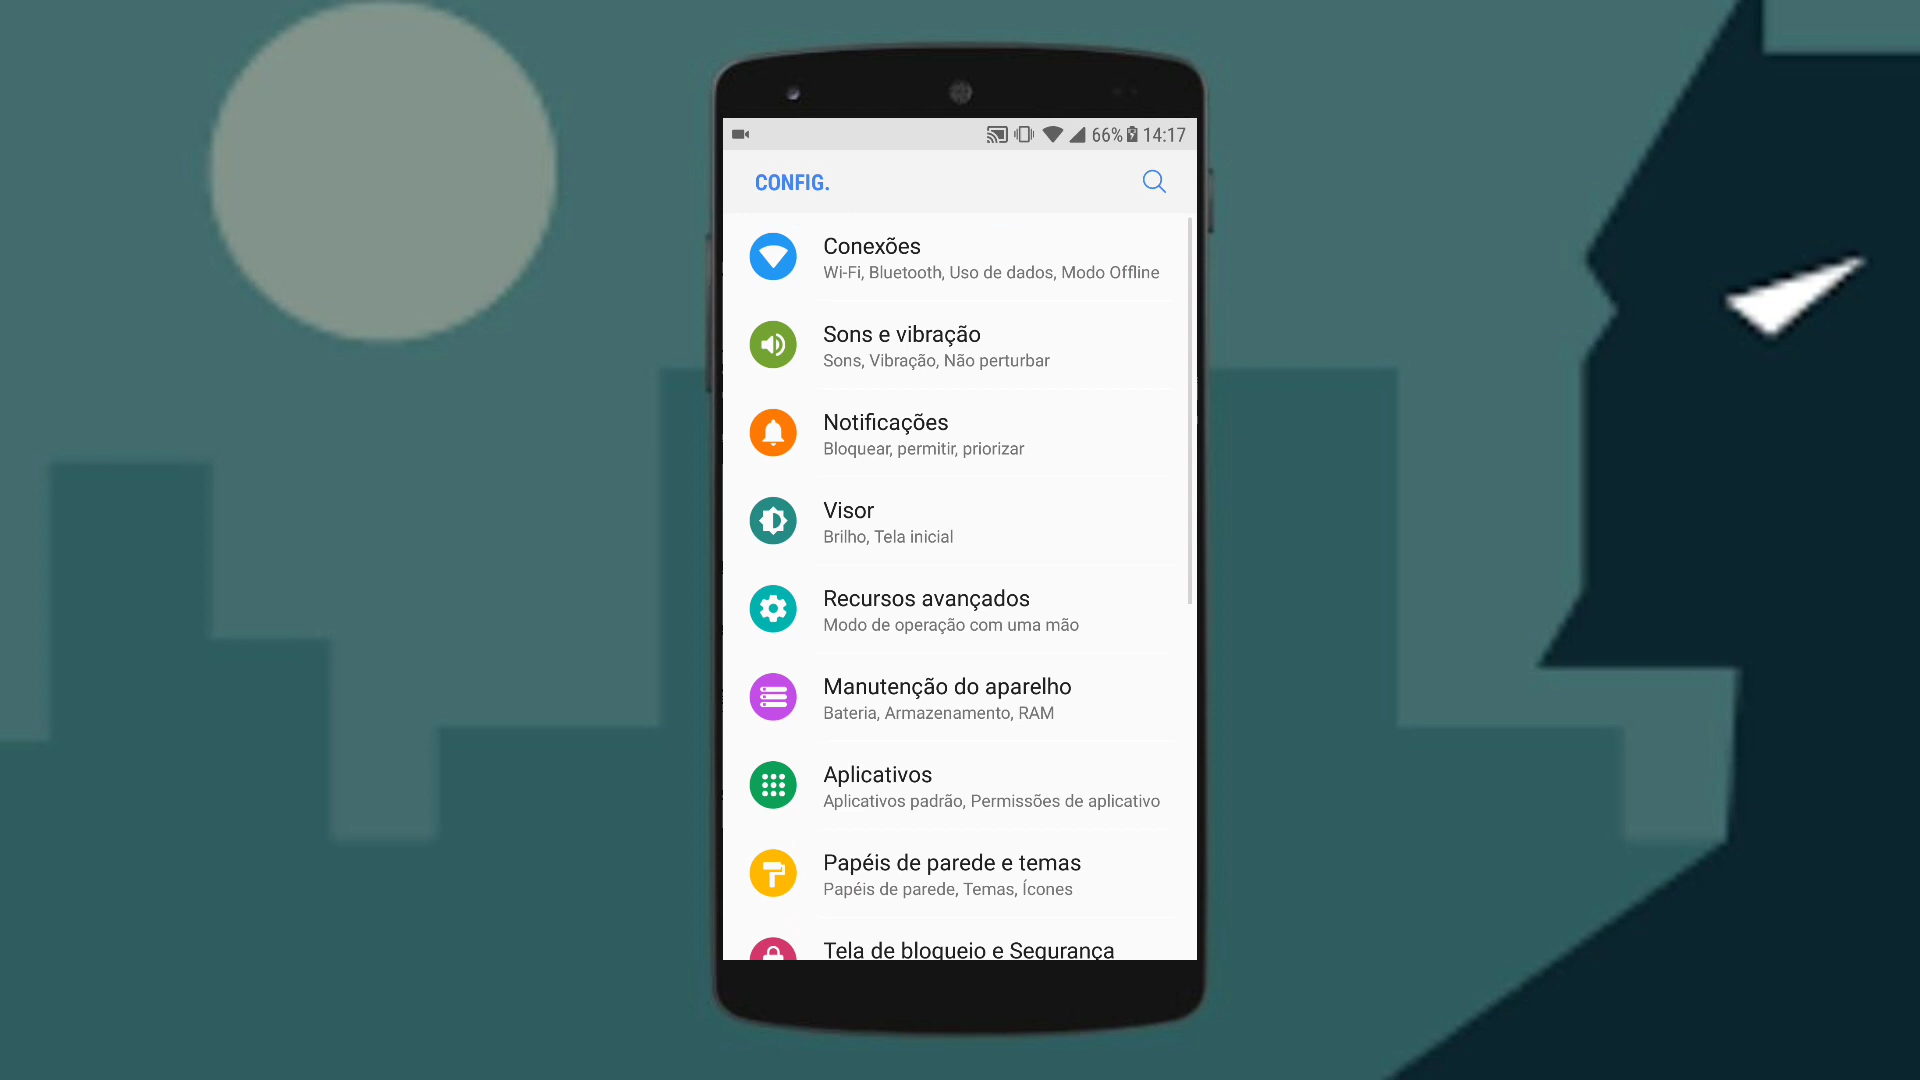 66% 14:17
CONFIG.
Conexões
Wi-Fi, Bluetooth, Uso de dados, Modo Offline
Sons e vibração
Sons, Vibração, Não perturbar
Notificações
Bloquear, permitir, priorizar
Visor
Brilho, Tela inicial
Recursos avançados
Modo de operação com uma mão
Manutenção do aparelho
Bateria, Armazenamento, RAM
Aplicativos
Aplicativos padrão, Permissões de aplicativo
Papéis de parede e temas
Papéis de parede, Temas, Ícones
Tela de bloqueio e Segurança